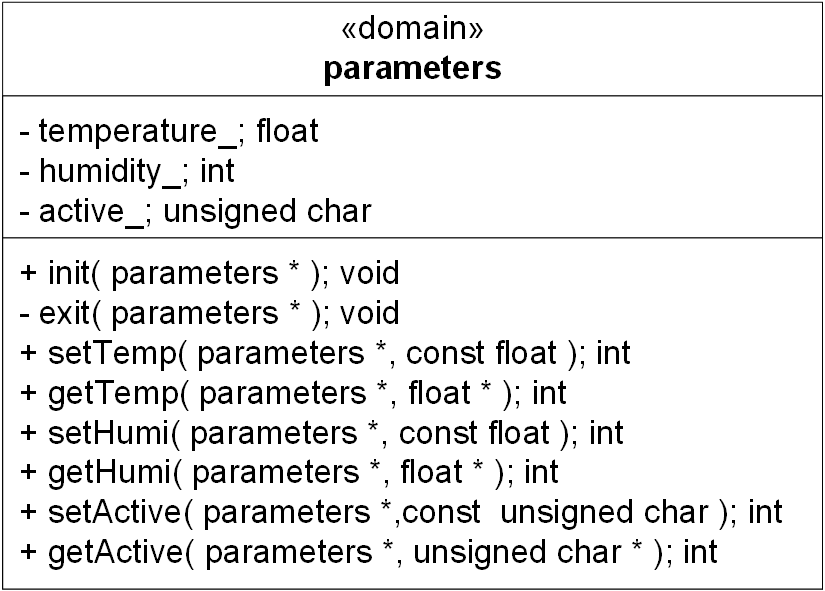 «domain»
parameters
- temperature_; float
- humidity_; int
- active_; unsigned char
+ init( parameters * ); void
- exit( parameters * ); void
+ setTemp( parameters *, const float ); int
+ getTemp( parameters *, float * ); int
+ setHumi( parameters *, const float ); int
+ getHumi( parameters *, float * ); int
+ setActive( parameters *,const  unsigned char ); int
+ getActive( parameters *, unsigned char * ); int